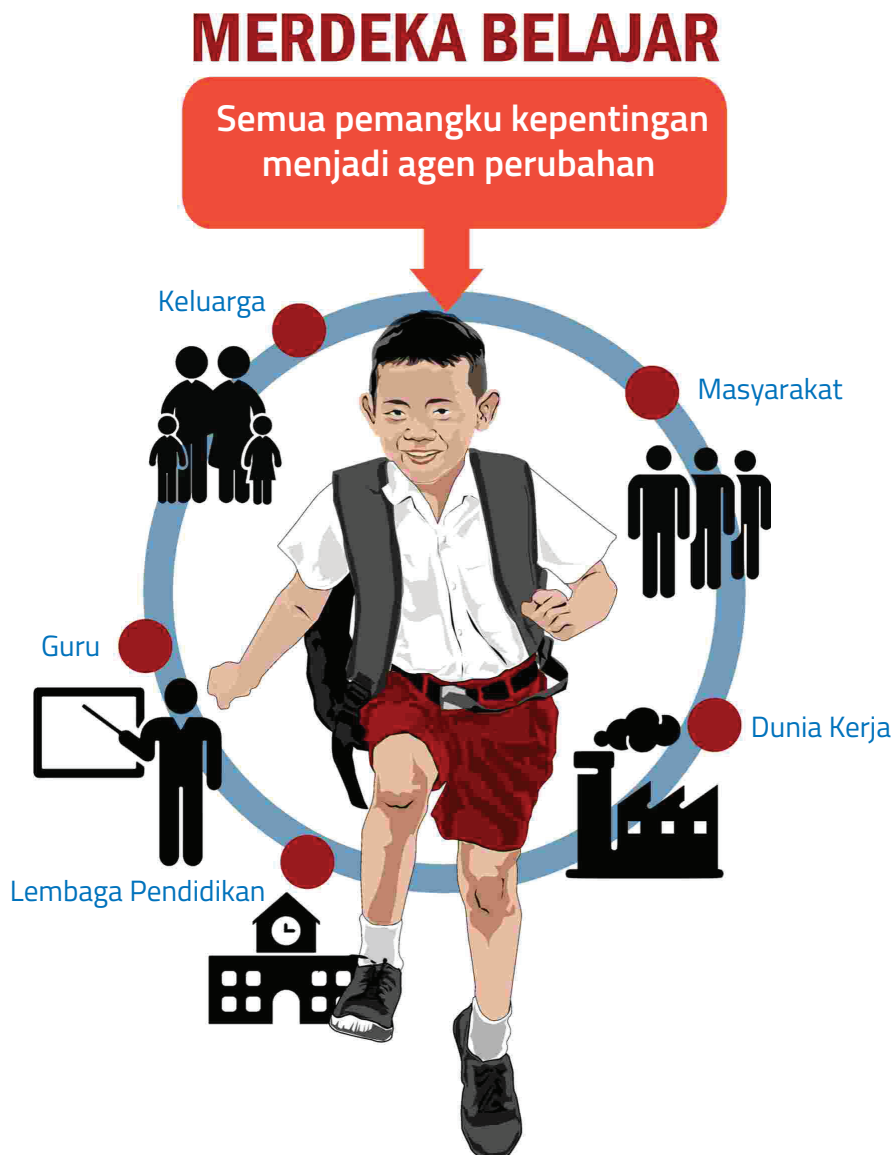 MERDEKA BELAJAR
Semua pemangku kepentingan
menjadi agen perubahan
Keluarga
Masyarakat
Guru
Dunia Kerja
Lembaga Pendidikan